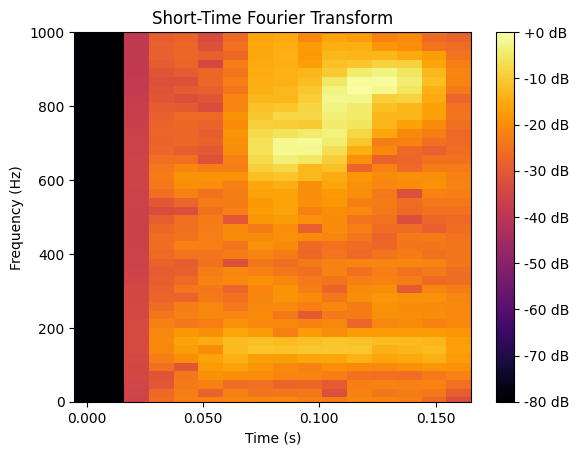 Short-Time Fourier Transform
1000
800
600
400
200
0
Frequency (Hz)
0.000
0.050
0.100
0.150
Time (s)
+0 dB
-10 dB
-20 dB
-30 dB
-40 dB
-50 dB
-60 dB
-70 dB
-80 dB